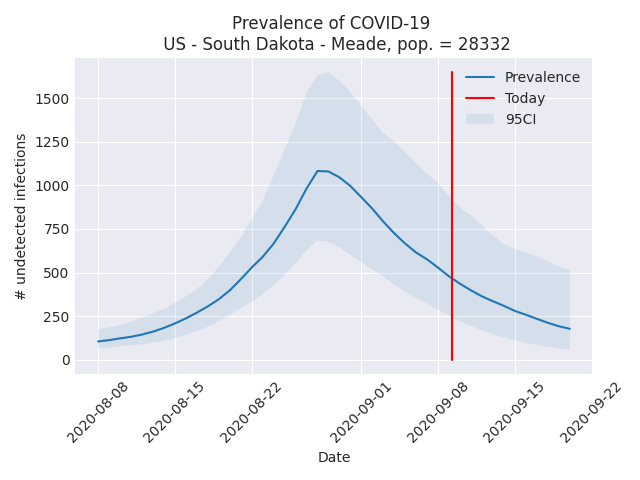 Prevalence of COVID-19
US - South Dakota - Meade, pop. = 28332
Prevalence
Today
95CI
# undetected infections
1500
1250
1000
750
500
250
0
2020-08-08
2020-08-15
2020-08-22
2020-09-01
2020-09-08
2020-09-15
2020-09-22
Date